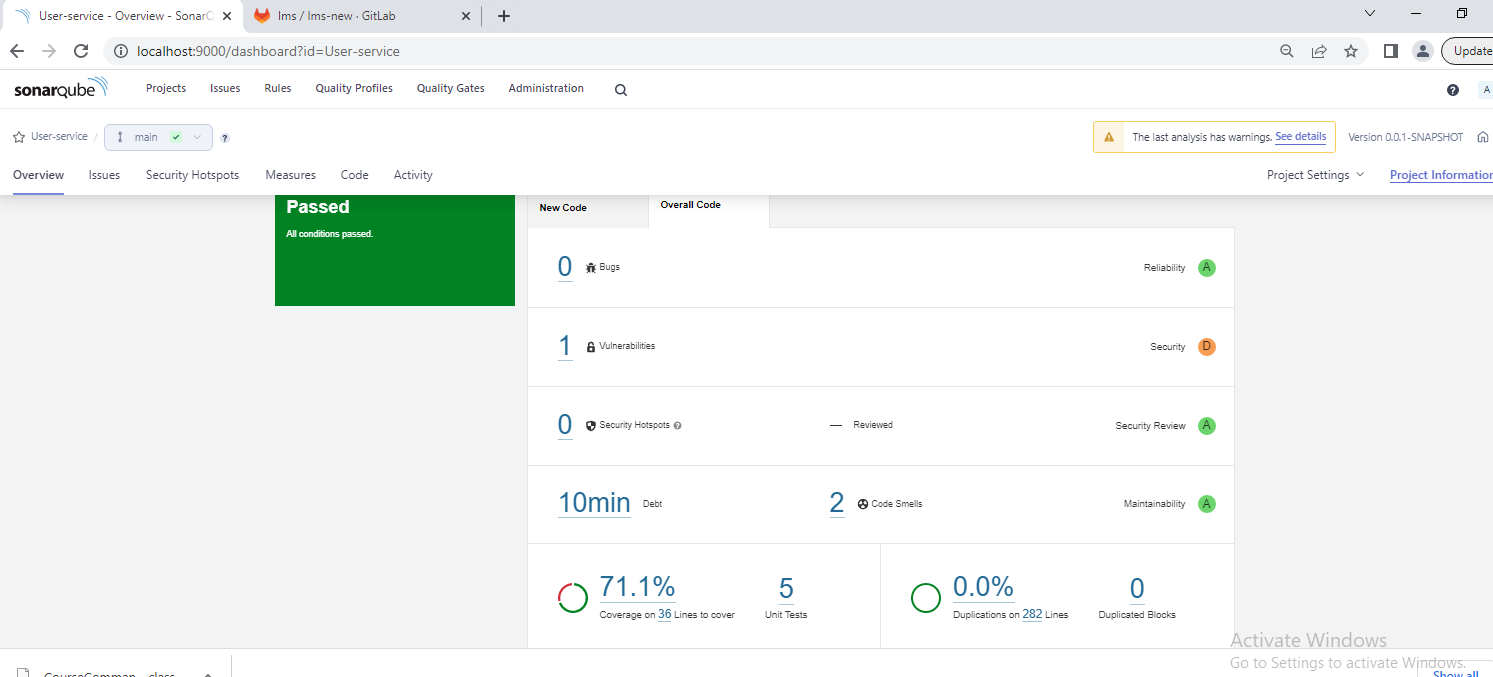 User-service - Overview - SonarC
lms / lms-new · GitLab
localhost:9000/dashboard?id=User-service
Update
sonarqube Projects Issues Rules Quality Profiles Quality Gates Administration A
User-service / main
The last analysis has warnings. See details
Version 0.0.1-SNAPSHOT
Overview Issues Security Hotspots Measures Code Activity
Project Settings Project Information
Passed
All conditions passed.
New Code Overall Code
0 Bugs Reliability A
1 Vulnerabilities Security D
0 Security Hotspots — Reviewed Security Review A
10min Debt 2 Code Smells Maintainability A
71.1% 5 0.0% 0
Coverage on 36 Lines to cover Unit Tests Duplications on 282 Lines Duplicated Blocks
Activate Windows
Go to Settings to activate Windows.
Show all